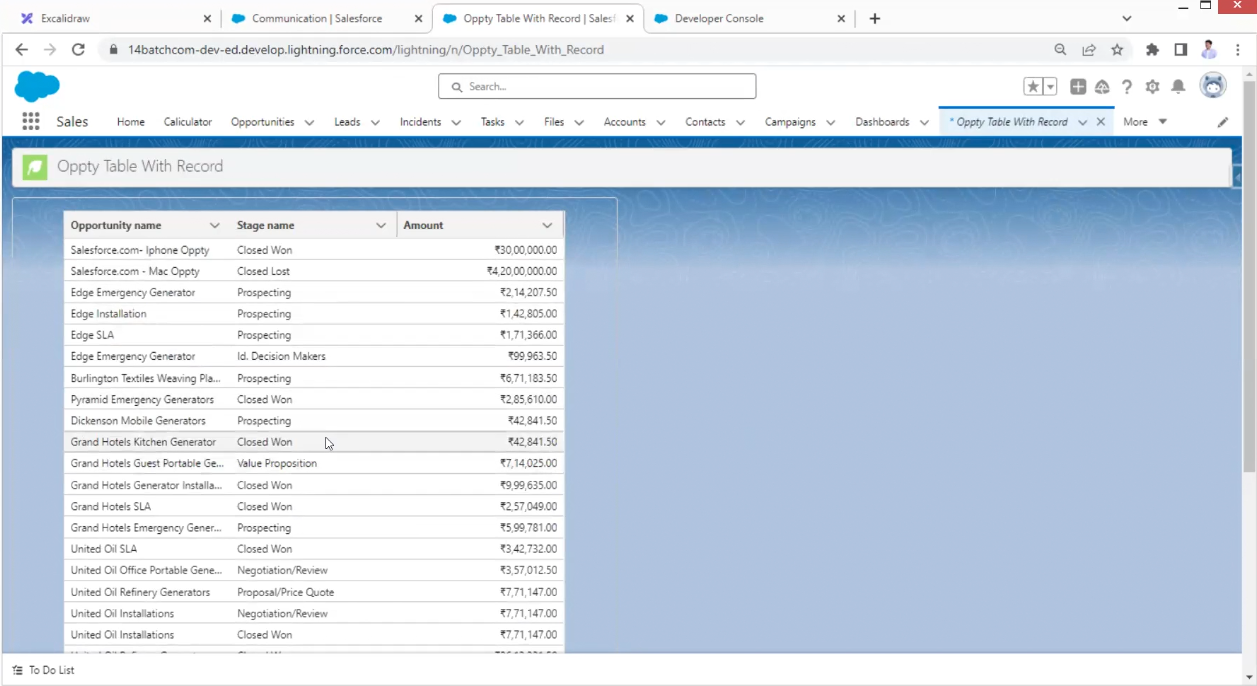 Excalidraw
Communication | Salesforce
Oppty Table With Record | Sales
Developer Console
14batchcom-dev-ed.develop.lightning.force.com/lightning/n/Oppty_Table_With_Record
Search...
Sales Home Calculator Opportunities Leads Incidents Tasks Files Accounts Contacts Campaigns Dashboards * Oppty Table With Record More
Oppty Table With Record
Opportunity name Stage name Amount
Salesforce.com- Iphone Oppty Closed Won ₹30,00,000.00
Salesforce.com - Mac Oppty Closed Lost ₹4,20,00,000.00
Edge Emergency Generator Prospecting ₹2,14,207.50
Edge Installation Prospecting ₹1,42,805.00
Edge SLA Prospecting ₹1,71,366.00
Edge Emergency Generator Id. Decision Makers ₹99,963.50
Burlington Textiles Weaving Pla... Prospecting ₹6,71,183.50
Pyramid Emergency Generators Closed Won ₹2,85,610.00
Dickenson Mobile Generators Prospecting ₹42,841.50
Grand Hotels Kitchen Generator Closed Won ₹42,841.50
Grand Hotels Guest Portable Ge... Value Proposition ₹7,14,025.00
Grand Hotels Generator Installa... Closed Won ₹9,99,635.00
Grand Hotels SLA Closed Won ₹2,57,049.00
Grand Hotels Emergency Gener... Prospecting ₹5,99,781.00
United Oil SLA Closed Won ₹3,42,732.00
United Oil Office Portable Gene... Negotiation/Review ₹3,57,012.50
United Oil Refinery Generators Proposal/Price Quote ₹7,71,147.00
United Oil Installations Negotiation/Review ₹7,71,147.00
United Oil Installations Closed Won ₹7,71,147.00
To Do List